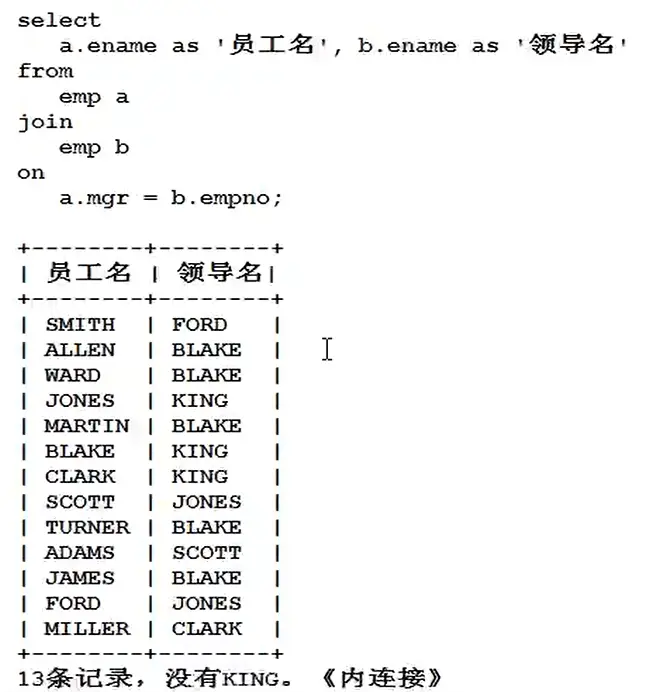 select
   a.ename as '员工名', b.ename as '领导名'
from
   emp a
join
   emp b
on
   a.mgr = b.empno;

+--------+--------+
| 员工名 | 领导名|
+--------+--------+
| SMITH  | FORD   |
| ALLEN  | BLAKE  |
| WARD   | BLAKE  |
| JONES  | KING   |
| MARTIN | BLAKE  |
| BLAKE  | KING   |
| CLARK  | KING   |
| SCOTT  | JONES  |
| TURNER | BLAKE  |
| ADAMS  | SCOTT  |
| JAMES  | BLAKE  |
| FORD   | JONES  |
| MILLER | CLARK  |
+--------+--------+
13条记录，没有KING。《内连接》